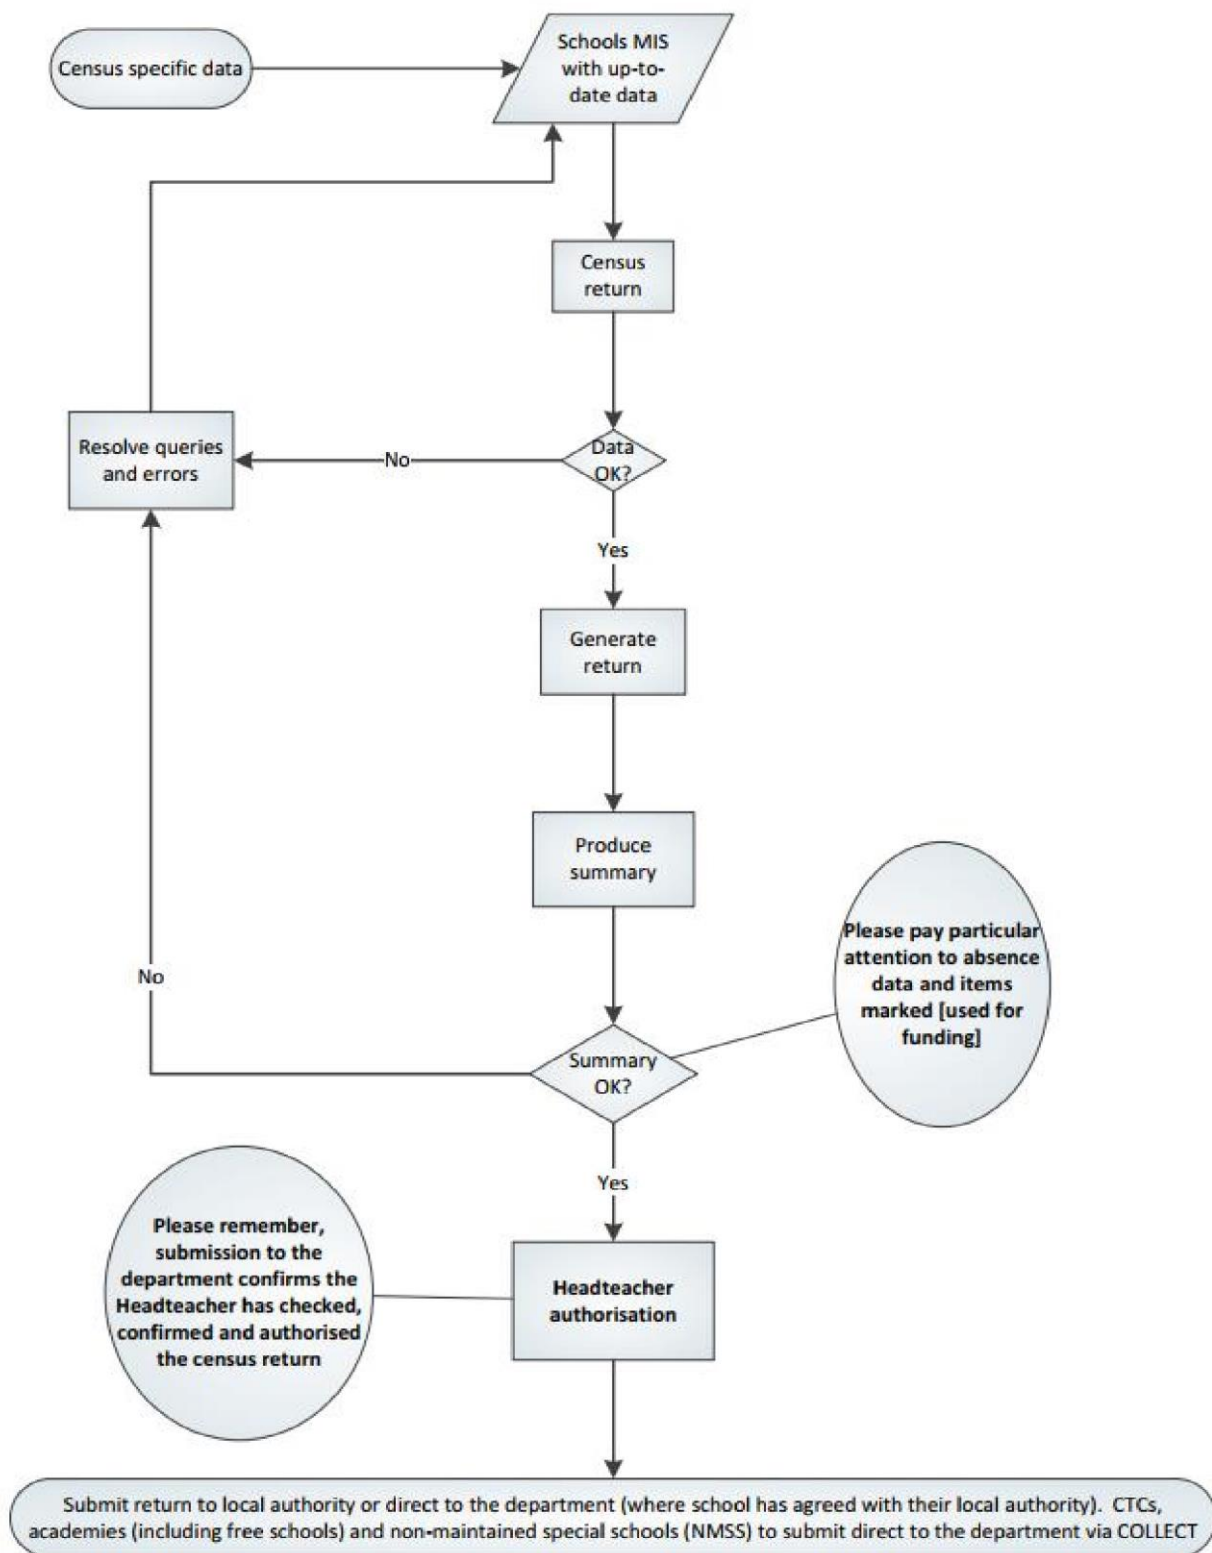 Census specific data
Schools MIS
with up-to-
date data
Census
return
Resolve queries
and errors
No
Data
OK?
Yes
Generate
return
Produce
summary
Please pay particular
attention to absence
data and items
marked [used for
funding]
No
Summary
OK?
Yes
Please remember,
submission to the
department confirms the
Headteacher has checked,
confirmed and authorised
the census return
Headteacher
authorisation
Submit return to local authority or direct to the department (where school has agreed with their local authority). CTCs,
academies (including free schools) and non-maintained special schools (NMSS) to submit direct to the department via COLLECT